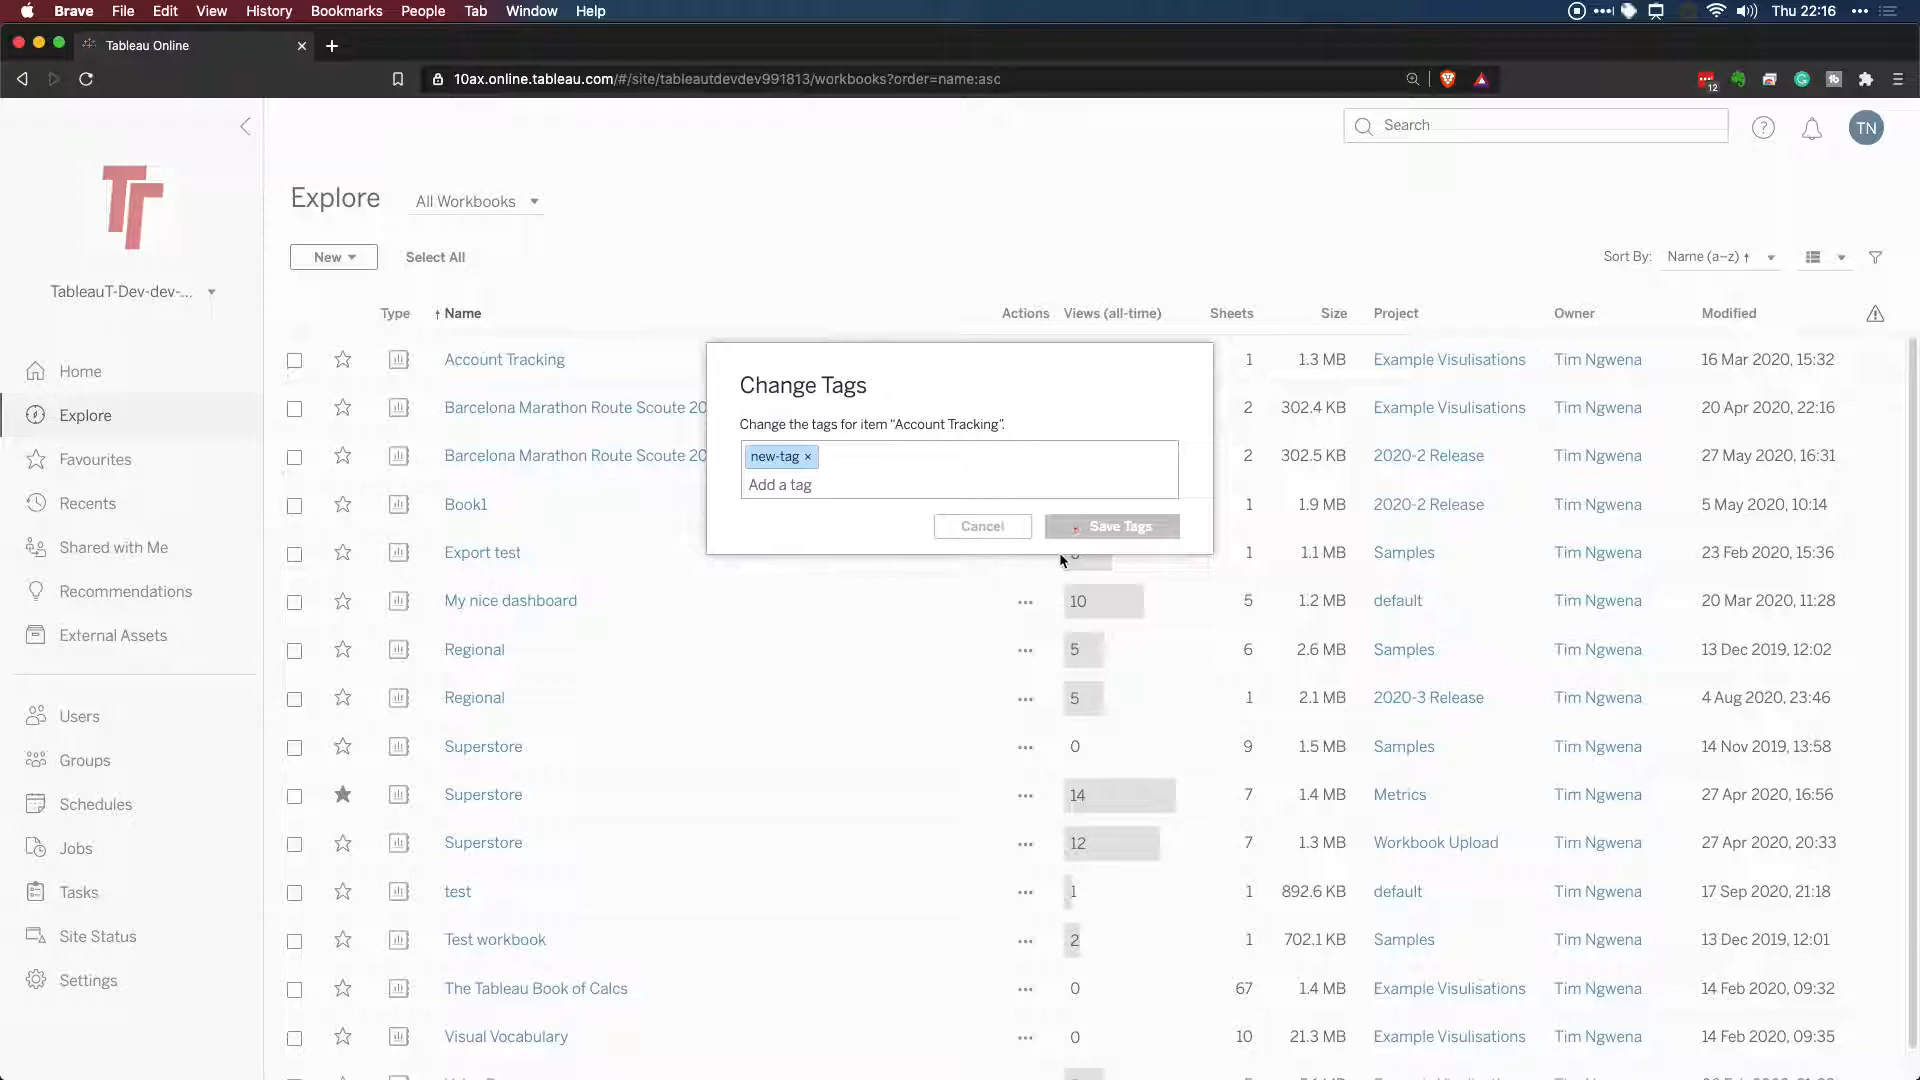 Brave File Edit View History Bookmarks People Tab Window Help Thu 22:16
Tableau Online
10ax.online.tableau.com/#/site/tableautdevdev991813/workbooks?order=name:asc
12
Search
TN
TableauT-Dev-dev-...
Home
Explore
Favourites
Recents
Shared with Me
Recommendations
External Assets
Users
Groups
Schedules
Jobs
Tasks
Site Status
Settings
Explore All Workbooks
New Select All Sort By: Name (a–z)
Type Name Actions Views (all-time) Sheets Size Project Owner Modified
Account Tracking 1 1.3 MB Example Visulisations Tim Ngwena 16 Mar 2020, 15:32
Barcelona Marathon Route Scoute 20 2 302.4 KB Example Visulisations Tim Ngwena 20 Apr 2020, 22:16
Barcelona Marathon Route Scoute 20 2 302.5 KB 2020-2 Release Tim Ngwena 27 May 2020, 16:31
Book1 1 1.9 MB 2020-2 Release Tim Ngwena 5 May 2020, 10:14
Export test 1 1.1 MB Samples Tim Ngwena 23 Feb 2020, 15:36
My nice dashboard 10 5 1.2 MB default Tim Ngwena 20 Mar 2020, 11:28
Regional 5 6 2.6 MB Samples Tim Ngwena 13 Dec 2019, 12:02
Regional 5 1 2.1 MB 2020-3 Release Tim Ngwena 4 Aug 2020, 23:46
Superstore 0 9 1.5 MB Samples Tim Ngwena 14 Nov 2019, 13:58
Superstore 14 7 1.4 MB Metrics Tim Ngwena 27 Apr 2020, 16:56
Superstore 12 7 1.3 MB Workbook Upload Tim Ngwena 27 Apr 2020, 20:33
test 1 1 892.6 KB default Tim Ngwena 17 Sep 2020, 21:18
Test workbook 2 1 702.1 KB Samples Tim Ngwena 13 Dec 2019, 12:01
The Tableau Book of Calcs 0 67 1.4 MB Example Visulisations Tim Ngwena 14 Feb 2020, 09:32
Visual Vocabulary 0 10 21.3 MB Example Visulisations Tim Ngwena 14 Feb 2020, 09:35
Change Tags
Change the tags for item “Account Tracking”.
new-tag ×
Add a tag
Cancel Save Tags